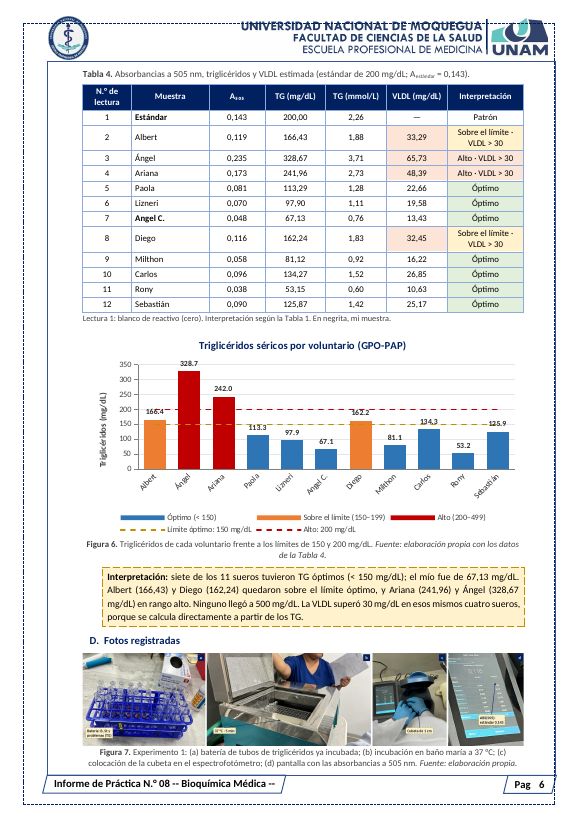 UNIVERSIDAD NACIONAL DE MOQUEGUA
FACULTAD DE CIENCIAS DE LA SALUD
ESCUELA PROFESIONAL DE MEDICINA
UNAM
Tabla 4. Absorbancias a 505 nm, triglicéridos y VLDL estimada (estándar de 200 mg/dL; Aestándar = 0,143).
N.° de lectura Muestra A505 TG (mg/dL) TG (mmol/L) VLDL (mg/dL) Interpretación
1 Estándar 0,143 200,00 2,26 — Patrón
2 Albert 0,119 166,43 1,88 33,29 Sobre el límite · VLDL > 30
3 Ángel 0,235 328,67 3,71 65,73 Alto · VLDL > 30
4 Ariana 0,173 241,96 2,73 48,39 Alto · VLDL > 30
5 Paola 0,081 113,29 1,28 22,66 Óptimo
6 Lizneri 0,070 97,90 1,11 19,58 Óptimo
7 Angel C. 0,048 67,13 0,76 13,43 Óptimo
8 Diego 0,116 162,24 1,83 32,45 Sobre el límite · VLDL > 30
9 Milthon 0,058 81,12 0,92 16,22 Óptimo
10 Carlos 0,096 134,27 1,52 26,85 Óptimo
11 Rony 0,038 53,15 0,60 10,63 Óptimo
12 Sebastián 0,090 125,87 1,42 25,17 Óptimo
Lectura 1: blanco de reactivo (cero). Interpretación según la Tabla 1. En negrita, mi muestra.
Triglicéridos séricos por voluntario (GPO-PAP)
Triglicéridos (mg/dL)
350
300
250
200
150
100
50
0
166.4 328.7 242.0 113.3 97.9 67.1 162.2 81.1 134.3 53.2 125.9
Albert Ángel Ariana Paola Lizneri Angel C. Diego Milthon Carlos Rony Sebastián
Óptimo (< 150) Sobre el límite (150–199) Alto (200–499)
Límite óptimo: 150 mg/dL Alto: 200 mg/dL
Figura 6. Triglicéridos de cada voluntario frente a los límites de 150 y 200 mg/dL. Fuente: elaboración propia con los datos
de la Tabla 4.
Interpretación: siete de los 11 sueros tuvieron TG óptimos (< 150 mg/dL); el mío fue de 67,13 mg/dL.
Albert (166,43) y Diego (162,24) quedaron sobre el límite óptimo, y Ariana (241,96) y Ángel (328,67
mg/dL) en rango alto. Ninguno llegó a 500 mg/dL. La VLDL superó 30 mg/dL en esos mismos cuatro sueros,
porque se calcula directamente a partir de los TG.
D. Fotos registradas
a b c d
37 °C · 5 min
Cubeta de 1 cm
Figura 7. Experimento 1: (a) batería de tubos de triglicéridos ya incubada; (b) incubación en baño maría a 37 °C; (c)
colocación de la cubeta en el espectrofotómetro; (d) pantalla con las absorbancias a 505 nm. Fuente: elaboración propia.
Informe de Práctica N.° 08 -- Bioquímica Médica --
Pag 6